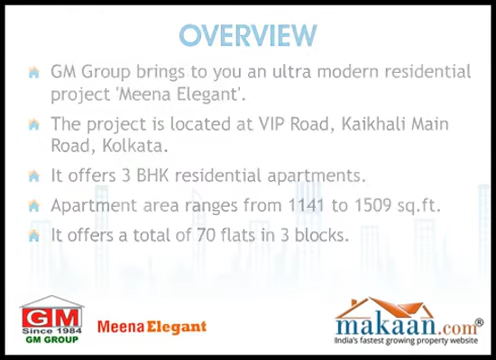 OVERVIEW
GM Group brings to you an ultra modern residential
project 'Meena Elegant'.
The project is located at VIP Road, Kaikhali Main
Road, Kolkata.
It offers 3 BHK residential apartments.
Apartment area ranges from 1141 to 1509 sq.ft.
It offers a total of 70 flats in 3 blocks.
GM
Since 1984
GM GROUP
Meena Elegant
makaan.com®
India's fastest growing property website